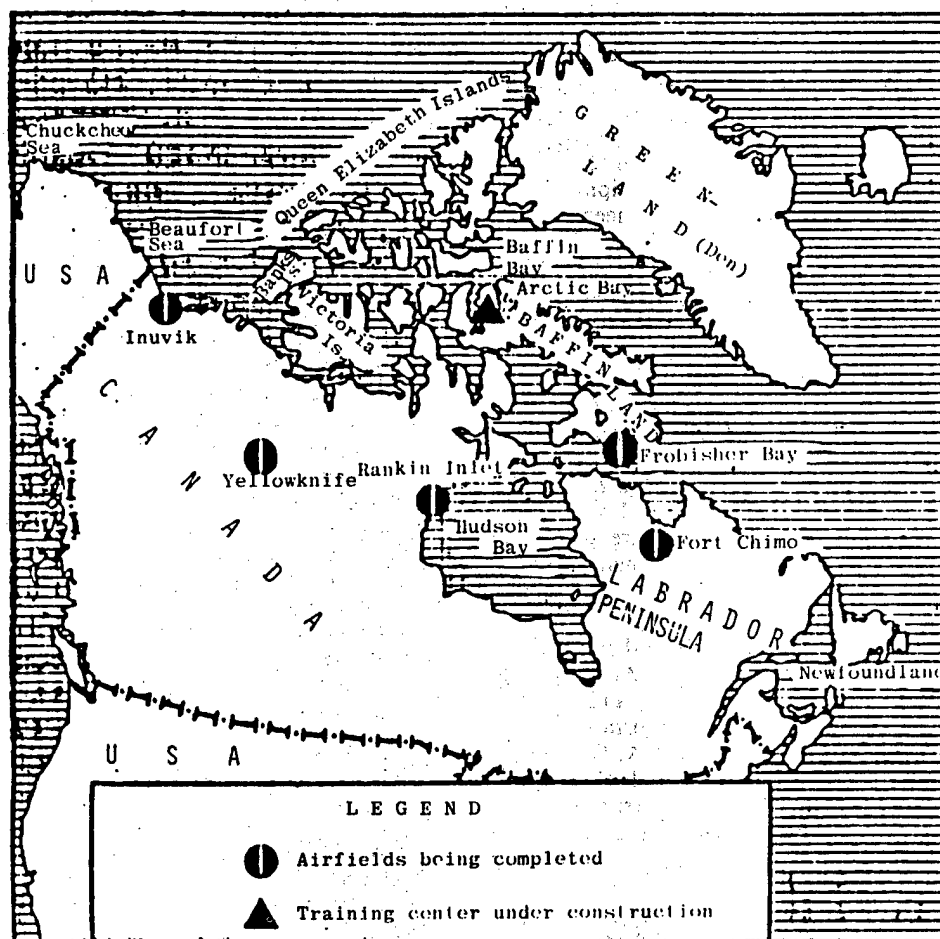 Chuckchee
Sea
Queen Elizabeth Islands
GREEN-
LAND (Den)
Beaufort
Sea
USA
Banks
Victoria
Is.
Baffin
Bay
Arctic Bay
BAFFIN LAND
Inuvik
CANADA
Yellowknife
Rankin Inlet
Frobisher Bay
Hudson
Bay
Fort Chimo
LABRADOR
PENINSULA
Newfoundland
USA
LEGEND
Airfields being completed
Training center under construction